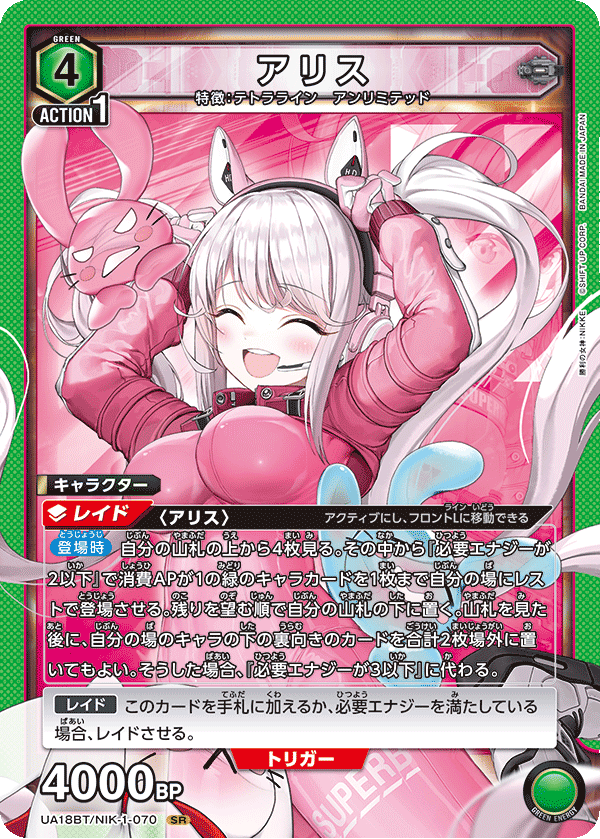 GREEN
4
ACTION 1
アリス
特徴：テトラライン アンリミテッド
HD
HD
勝利の女神：NIKKE ©SHIFT UP CORP. BANDAI MADE IN JAPAN
キャラクター
レイド 〈アリス〉 アクティブにし、フロントLに移動できる
登場時 自分の山札の上から4枚見る。その中から『必要エナジーが
2以下』で消費APが1の緑のキャラカードを1枚まで自分の場にレス
トで登場させる。残りを望む順で自分の山札の下に置く。山札を見た
後に、自分の場のキャラの下の裏向きのカードを合計2枚場外に置
いてもよい。そうした場合、『必要エナジーが3以下』に代わる。
レイド このカードを手札に加えるか、必要エナジーを満たしている
場合、レイドさせる。
トリガー
4000BP
SUPERB
UA18BT/NIK-1-070 SR
GREEN ENERGY